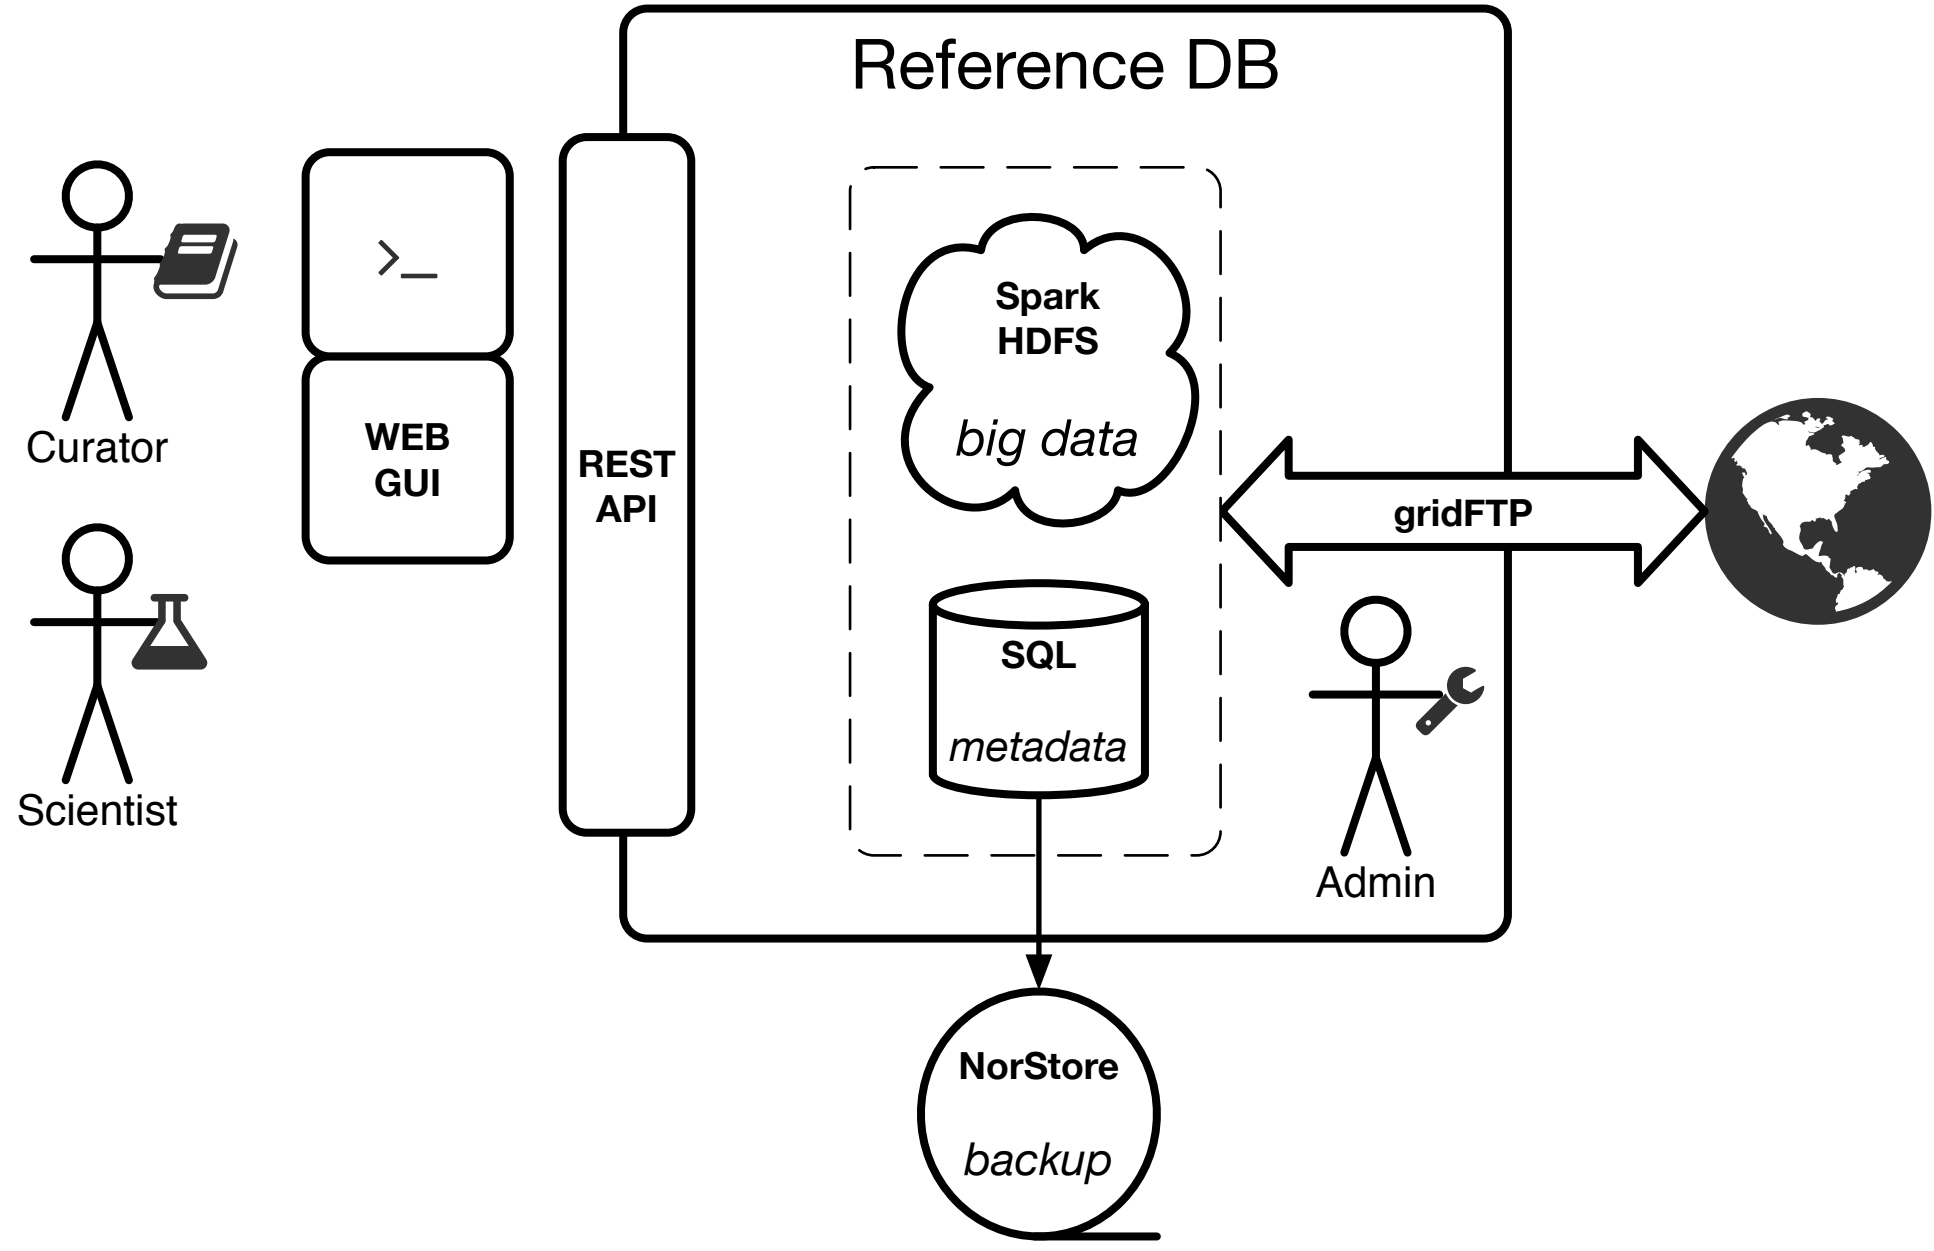 Reference DB
>_
Curator
WEB
GUI
REST
API
Spark
HDFS
big data
gridFTP
SQL
metadata
Scientist
Admin
NorStore
backup